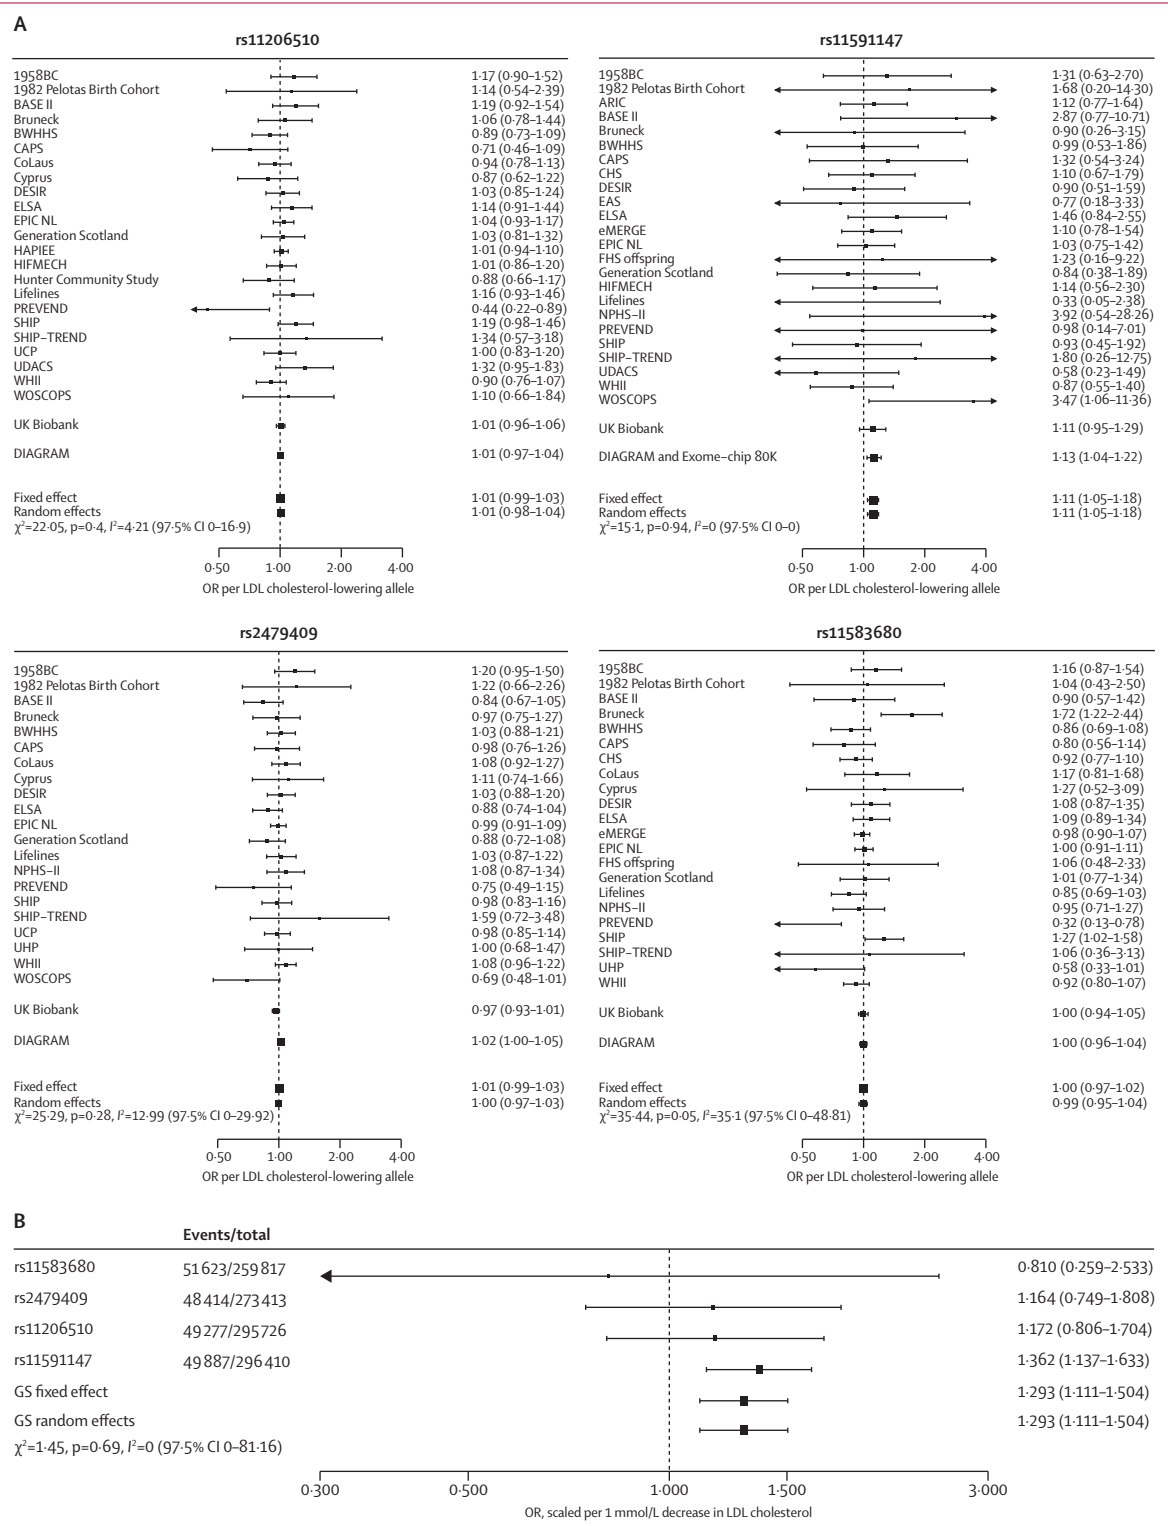 A
rs11206510
1958BC 1·17 (0·90–1·52)
1982 Pelotas Birth Cohort 1·14 (0·54–2·39)
BASE II 1·19 (0·92–1·54)
Bruneck 1·06 (0·78–1·44)
BWHHS 0·89 (0·73–1·09)
CAPS 0·71 (0·46–1·09)
CoLaus 0·94 (0·78–1·13)
Cyprus 0·87 (0·62–1·22)
DESIR 1·03 (0·85–1·24)
ELSA 1·14 (0·91–1·44)
EPIC NL 1·04 (0·93–1·17)
Generation Scotland 1·03 (0·81–1·32)
HAPIEE 1·01 (0·94–1·10)
HIFMECH 1·01 (0·86–1·20)
Hunter Community Study 0·88 (0·66–1·17)
Lifelines 1·16 (0·93–1·46)
PREVEND 0·44 (0·22–0·89)
SHIP 1·19 (0·98–1·46)
SHIP–TREND 1·34 (0·57–3·18)
UCP 1·00 (0·83–1·20)
UDACS 1·32 (0·95–1·83)
WHII 0·90 (0·76–1·07)
WOSCOPS 1·10 (0·66–1·84)
UK Biobank 1·01 (0·96–1·06)
DIAGRAM 1·01 (0·97–1·04)
Fixed effect 1·01 (0·99–1·03)
Random effects 1·01 (0·98–1·04)
χ²=22·05, p=0·4, I²=4·21 (97·5% CI 0–16·9)
0·50 1·00 2·00 4·00
OR per LDL cholesterol-lowering allele
rs11591147
1958BC 1·31 (0·63–2·70)
1982 Pelotas Birth Cohort 1·68 (0·20–14·30)
ARIC 1·12 (0·77–1·64)
BASE II 2·87 (0·77–10·71)
Bruneck 0·90 (0·26–3·15)
BWHHS 0·99 (0·53–1·86)
CAPS 1·32 (0·54–3·24)
CHS 1·10 (0·67–1·79)
DESIR 0·90 (0·51–1·59)
EAS 0·77 (0·18–3·33)
ELSA 1·46 (0·84–2·55)
eMERGE 1·10 (0·78–1·54)
EPIC NL 1·03 (0·75–1·42)
FHS offspring 1·23 (0·16–9·22)
Generation Scotland 0·84 (0·38–1·89)
HIFMECH 1·14 (0·56–2·30)
Lifelines 0·33 (0·05–2·38)
NPHS–II 3·92 (0·54–28·26)
PREVEND 0·98 (0·14–7·01)
SHIP 0·93 (0·45–1·92)
SHIP–TREND 1·80 (0·26–12·75)
UDACS 0·58 (0·23–1·49)
WHII 0·87 (0·55–1·40)
WOSCOPS 3·47 (1·06–11·36)
UK Biobank 1·11 (0·95–1·29)
DIAGRAM and Exome–chip 80K 1·13 (1·04–1·22)
Fixed effect 1·11 (1·05–1·18)
Random effects 1·11 (1·05–1·18)
χ²=15·1, p=0·94, I²=0 (97·5% CI 0–0)
0·50 1·00 2·00 4·00
OR per LDL cholesterol-lowering allele
rs2479409
1958BC 1·20 (0·95–1·50)
1982 Pelotas Birth Cohort 1·22 (0·66–2·26)
BASE II 0·84 (0·67–1·05)
Bruneck 0·97 (0·75–1·27)
BWHHS 1·03 (0·88–1·21)
CAPS 0·98 (0·76–1·26)
CoLaus 1·08 (0·92–1·27)
Cyprus 1·11 (0·74–1·66)
DESIR 1·03 (0·88–1·20)
ELSA 0·88 (0·74–1·04)
EPIC NL 0·99 (0·91–1·09)
Generation Scotland 0·88 (0·72–1·08)
Lifelines 1·03 (0·87–1·22)
NPHS–II 1·08 (0·87–1·34)
PREVEND 0·75 (0·49–1·15)
SHIP 0·98 (0·83–1·16)
SHIP–TREND 1·59 (0·72–3·48)
UCP 0·98 (0·85–1·14)
UHP 1·00 (0·68–1·47)
WHII 1·08 (0·96–1·22)
WOSCOPS 0·69 (0·48–1·01)
UK Biobank 0·97 (0·93–1·01)
DIAGRAM 1·02 (1·00–1·05)
Fixed effect 1·01 (0·99–1·03)
Random effects 1·00 (0·97–1·03)
χ²=25·29, p=0·28, I²=12·99 (97·5% CI 0–29·92)
0·50 1·00 2·00 4·00
OR per LDL cholesterol-lowering allele
rs11583680
1958BC 1·16 (0·87–1·54)
1982 Pelotas Birth Cohort 1·04 (0·43–2·50)
BASE II 0·90 (0·57–1·42)
Bruneck 1·72 (1·22–2·44)
BWHHS 0·86 (0·69–1·08)
CAPS 0·80 (0·56–1·14)
CHS 0·92 (0·77–1·10)
CoLaus 1·17 (0·81–1·68)
Cyprus 1·27 (0·52–3·09)
DESIR 1·08 (0·87–1·35)
ELSA 1·09 (0·89–1·34)
eMERGE 0·98 (0·90–1·07)
EPIC NL 1·00 (0·91–1·11)
FHS offspring 1·06 (0·48–2·33)
Generation Scotland 1·01 (0·77–1·34)
Lifelines 0·85 (0·69–1·03)
NPHS–II 0·95 (0·71–1·27)
PREVEND 0·32 (0·13–0·78)
SHIP 1·27 (1·02–1·58)
SHIP–TREND 1·06 (0·36–3·13)
UHP 0·58 (0·33–1·01)
WHII 0·92 (0·80–1·07)
UK Biobank 1·00 (0·94–1·05)
DIAGRAM 1·00 (0·96–1·04)
Fixed effect 1·00 (0·97–1·02)
Random effects 0·99 (0·95–1·04)
χ²=35·44, p=0·05, I²=35·1 (97·5% CI 0–48·81)
0·50 1·00 2·00 4·00
OR per LDL cholesterol-lowering allele
B
Events/total
rs11583680 51 623/259 817 0·810 (0·259–2·533)
rs2479409 48 414/273 413 1·164 (0·749–1·808)
rs11206510 49 277/295 726 1·172 (0·806–1·704)
rs11591147 49 887/296 410 1·362 (1·137–1·633)
GS fixed effect 1·293 (1·111–1·504)
GS random effects 1·293 (1·111–1·504)
χ²=1·45, p=0·69, I²=0 (97·5% CI 0–81·16)
0·300 0·500 1·000 1·500 3·000
OR, scaled per 1 mmol/L decrease in LDL cholesterol